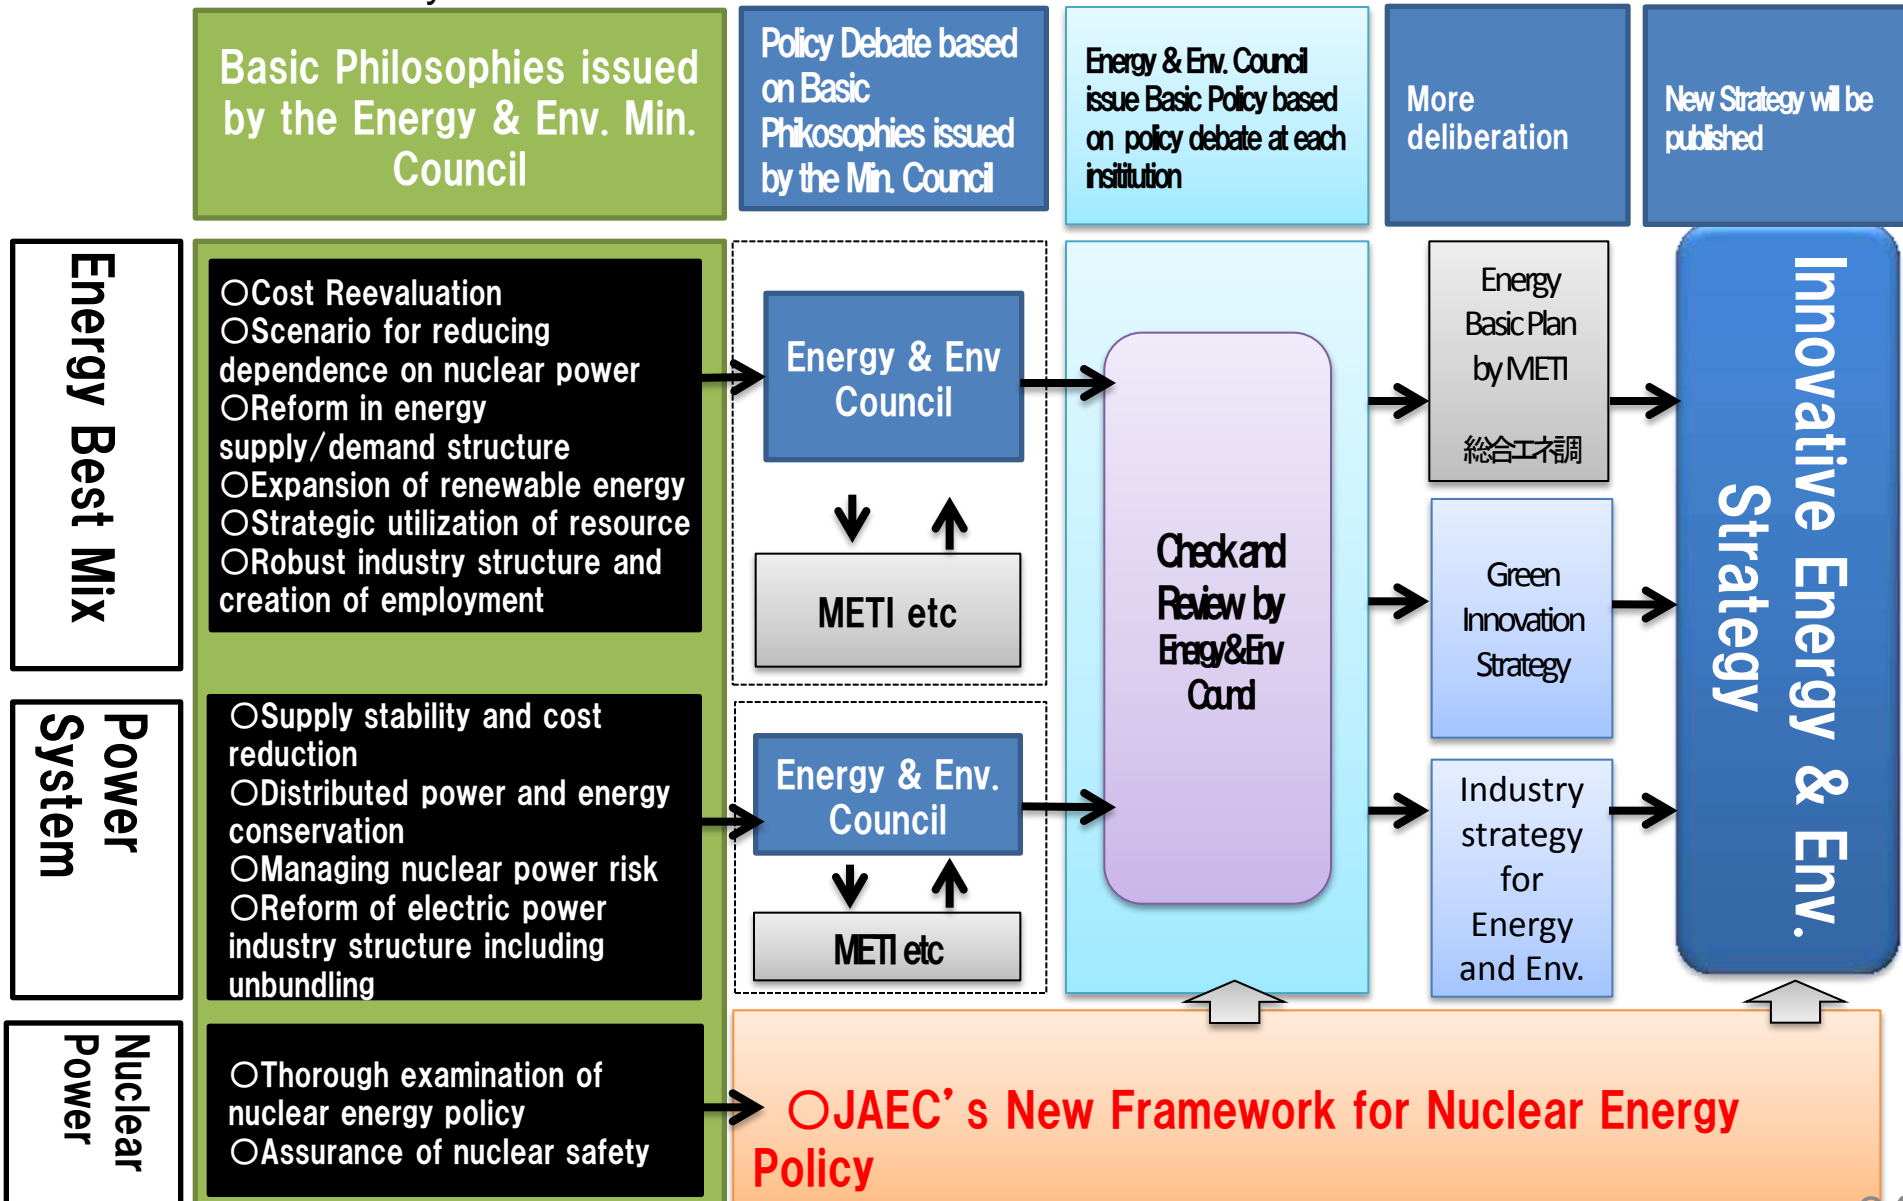 Basic Philosophies issued
by the Energy & Env. Min.
Council
Policy Debate based
on Basic
Phikosophies issued
by the Min. Council
Energy & Env. Council
issue Basic Policy based
on policy debate at each
insititution
More
deliberation
New Strategy will be
published
Energy Best Mix
○Cost Reevaluation
○Scenario for reducing
dependence on nuclear power
○Reform in energy
supply/demand structure
○Expansion of renewable energy
○Strategic utilization of resource
○Robust industry structure and
creation of employment
Energy & Env
Council
METI etc
Check and
Review by
Energy&Env
Council
Energy
Basic Plan
by METI
総合エネ調
Green
Innovation
Strategy
Industry
strategy
for
Energy
and Env.
Innovative Energy & Env.
Strategy
Power
System
○Supply stability and cost
reduction
○Distributed power and energy
conservation
○Managing nuclear power risk
○Reform of electric power
industry structure including
unbundling
Energy & Env.
Council
METI etc
Nuclear
Power
○Thorough examination of
nuclear energy policy
○Assurance of nuclear safety
○JAEC's New Framework for Nuclear Energy
Policy